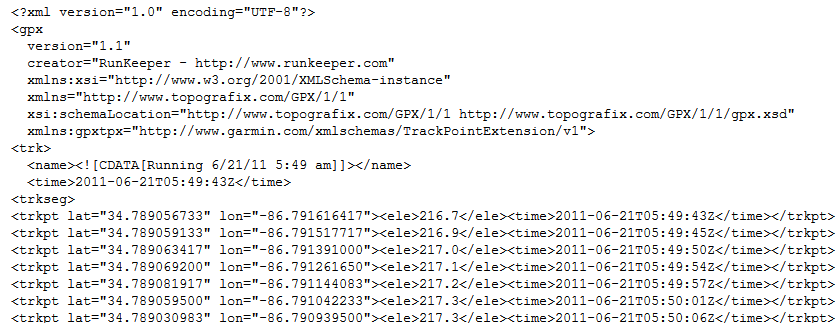 <?xml version="1.0" encoding="UTF-8"?>
<gpx
version="1.1"
creator="RunKeeper - http://www.runkeeper.com"
xmlns:xsi="http://www.w3.org/2001/XMLSchema-instance"
xmlns="http://www.topografix.com/GPX/1/1"
xsi:schemaLocation="http://www.topografix.com/GPX/1/1 http://www.topografix.com/GPX/1/1/gpx.xsd"
xmlns:gpxtpx="http://www.garmin.com/xmlschemas/TrackPointExtension/v1">
<trk>
<name><![CDATA[Running 6/21/11 5:49 am]]></name>
<time>2011-06-21T05:49:43Z</time>
<trkseg>
<trkpt lat="34.789056733" lon="-86.791616417"><ele>216.7</ele><time>2011-06-21T05:49:43Z</time></trkpt>
<trkpt lat="34.789059133" lon="-86.791517717"><ele>216.9</ele><time>2011-06-21T05:49:45Z</time></trkpt>
<trkpt lat="34.789063417" lon="-86.791391000"><ele>217.0</ele><time>2011-06-21T05:49:50Z</time></trkpt>
<trkpt lat="34.789069200" lon="-86.791261650"><ele>217.1</ele><time>2011-06-21T05:49:54Z</time></trkpt>
<trkpt lat="34.789081917" lon="-86.791144083"><ele>217.2</ele><time>2011-06-21T05:49:57Z</time></trkpt>
<trkpt lat="34.789059500" lon="-86.791042233"><ele>217.3</ele><time>2011-06-21T05:50:01Z</time></trkpt>
<trkpt lat="34.789030983" lon="-86.790939500"><ele>217.3</ele><time>2011-06-21T05:50:06Z</time></trkpt>